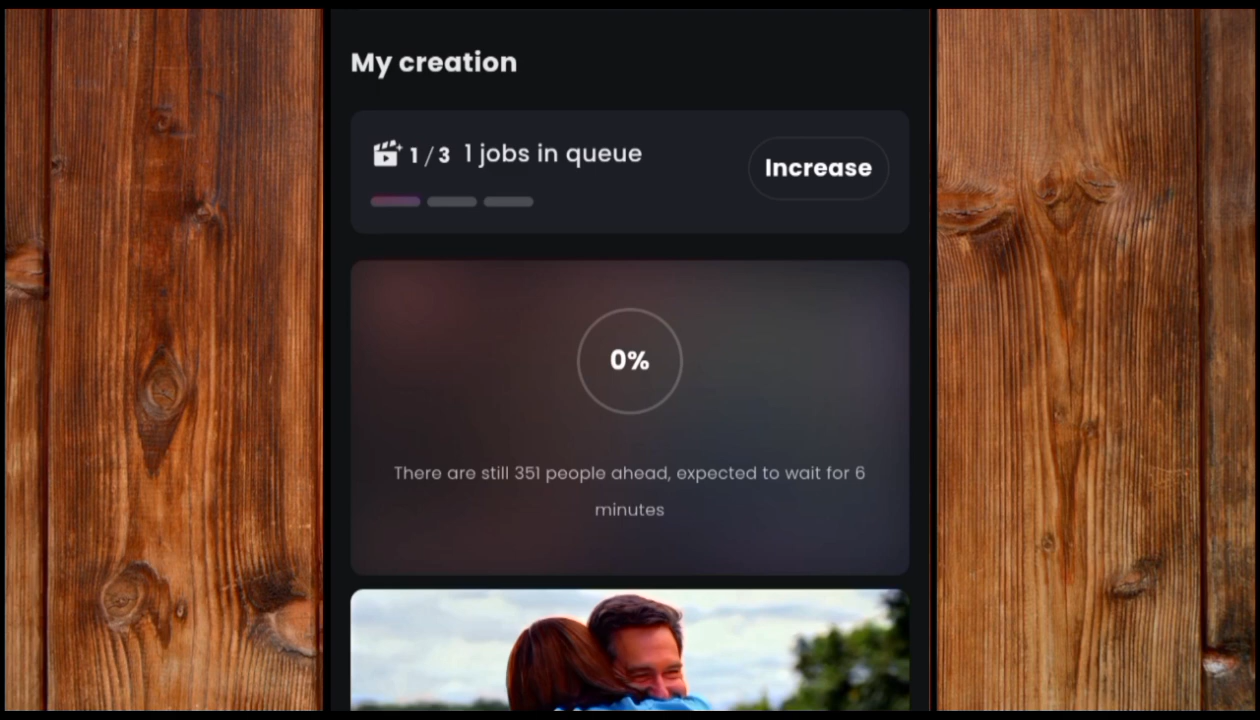 My creation
1 / 3 1 jobs in queue
Increase
0%
There are still 351 people ahead, expected to wait for 6
minutes